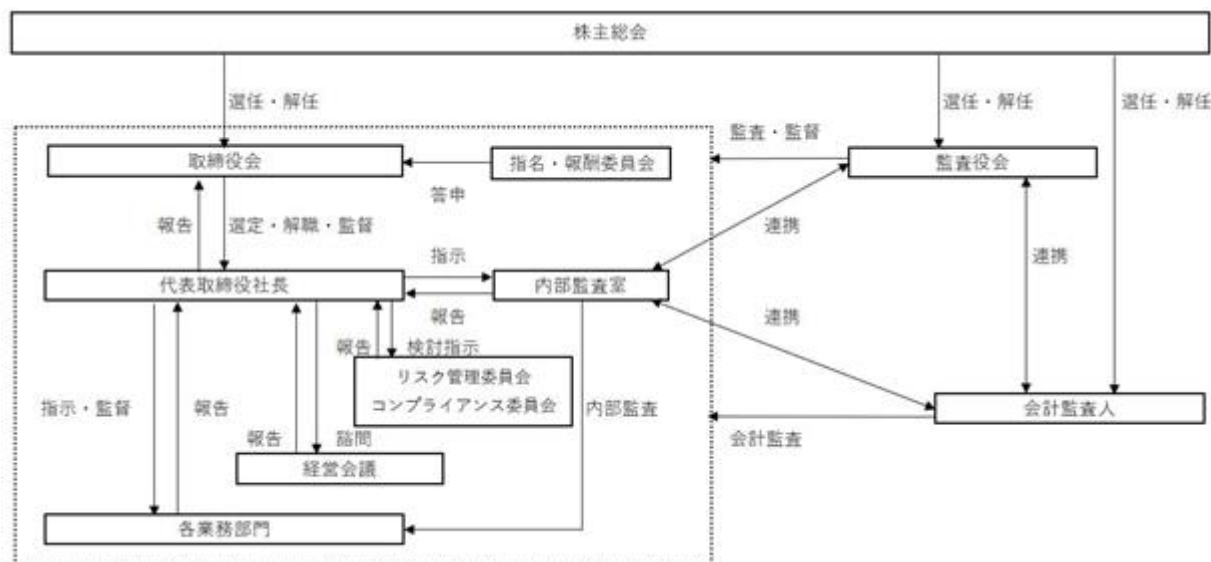 株主総会
選任・解任
選任・解任
選任・解任
監査・監督
取締役会
指名・報酬委員会
監査役会
答申
報告
選定・解職・監督
連携
指示
連携
代表取締役社長
内部監査室
報告
連携
報告
検討指示
リスク管理委員会
コンプライアンス委員会
指示・監督
報告
内部監査
会計監査人
報告
諮問
会計監査
経営会議
各業務部門